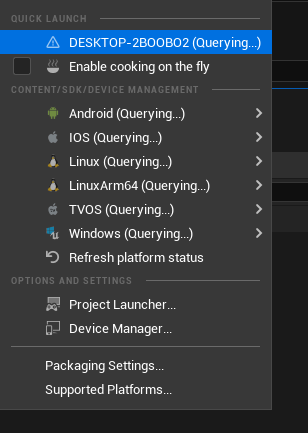 QUICK LAUNCH
DESKTOP-2BOOBO2 (Querying...)
Enable cooking on the fly
CONTENT/SDK/DEVICE MANAGEMENT
Android (Querying...)
IOS (Querying...)
Linux (Querying...)
LinuxArm64 (Querying...)
TVOS (Querying...)
Windows (Querying...)
Refresh platform status
OPTIONS AND SETTINGS
Project Launcher...
Device Manager...
Packaging Settings...
Supported Platforms...